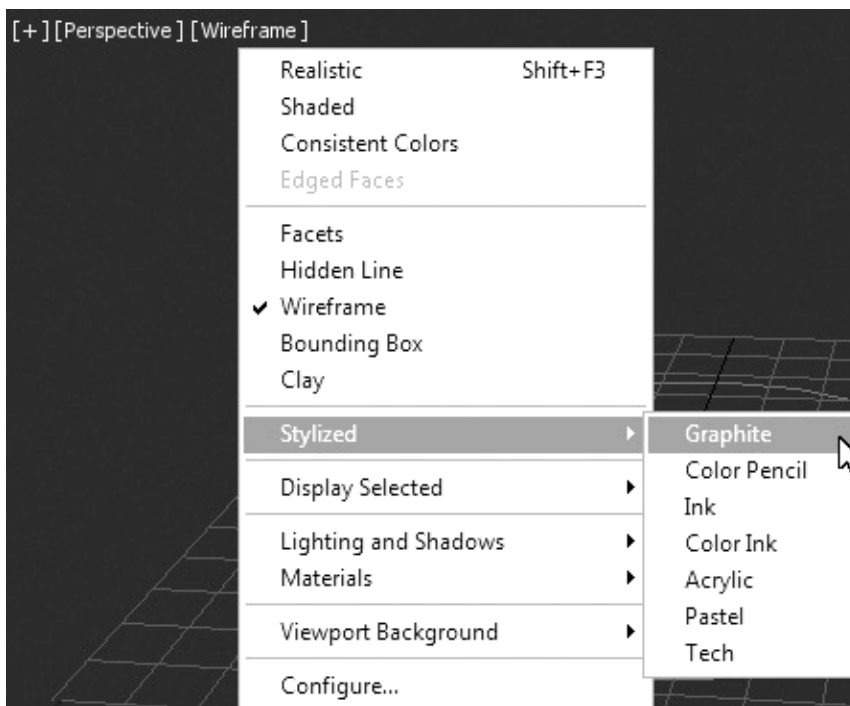 [+][Perspective][Wireframe]
Realistic Shift+F3
Shaded
Consistent Colors
Edged Faces
Facets
Hidden Line
Wireframe
Bounding Box
Clay
Stylized
Graphite
Color Pencil
Ink
Color Ink
Acrylic
Pastel
Tech
Display Selected
Lighting and Shadows
Materials
Viewport Background
Configure...